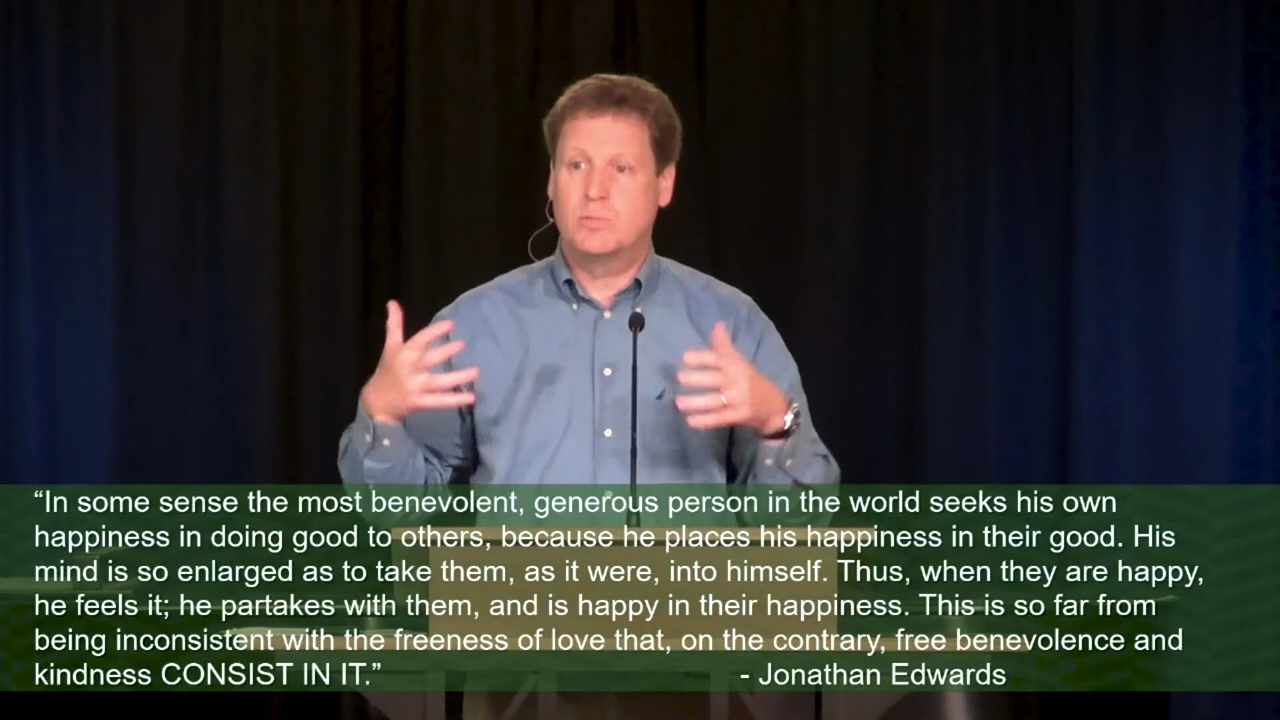 “In some sense the most benevolent, generous person in the world seeks his own
happiness in doing good to others, because he places his happiness in their good. His
mind is so enlarged as to take them, as it were, into himself. Thus, when they are happy,
he feels it; he partakes with them, and is happy in their happiness. This is so far from
being inconsistent with the freeness of love that, on the contrary, free benevolence and
kindness CONSIST IN IT.” - Jonathan Edwards